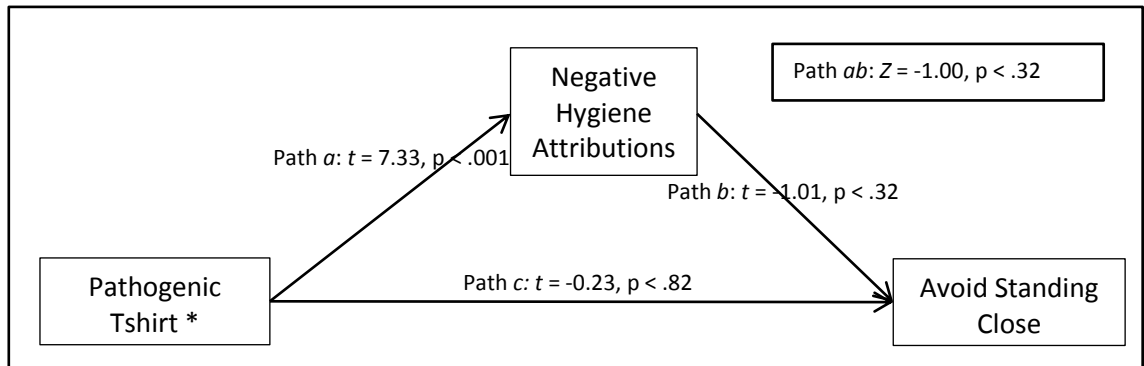 Negative
Hygiene
Attributions
Path ab: Z = -1.00, p < .32
Path a: t = 7.33, p < .001
Path b: t = -1.01, p < .32
Pathogenic
Tshirt *
Path c: t = -0.23, p < .82
Avoid Standing
Close